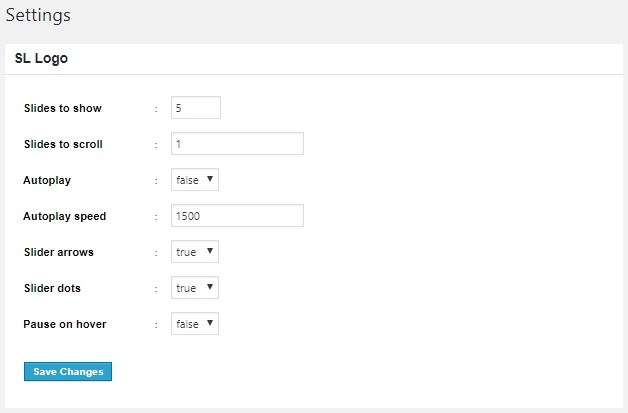 Settings
SL Logo
Slides to show : 5
Slides to scroll : 1
Autoplay : false
Autoplay speed : 1500
Slider arrows : true
Slider dots : true
Pause on hover : false
Save Changes